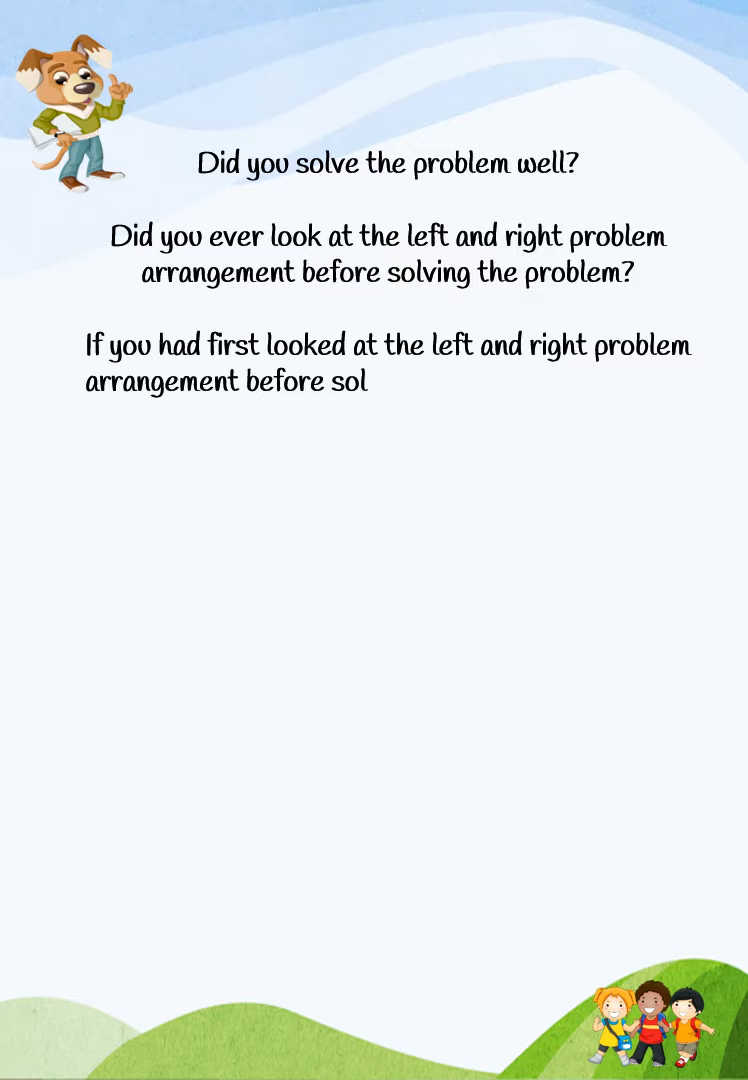 Did you solve the problem well?
Did you ever look at the left and right problem
arrangement before solving the problem?
If you had first looked at the left and right problem
arrangement before sol